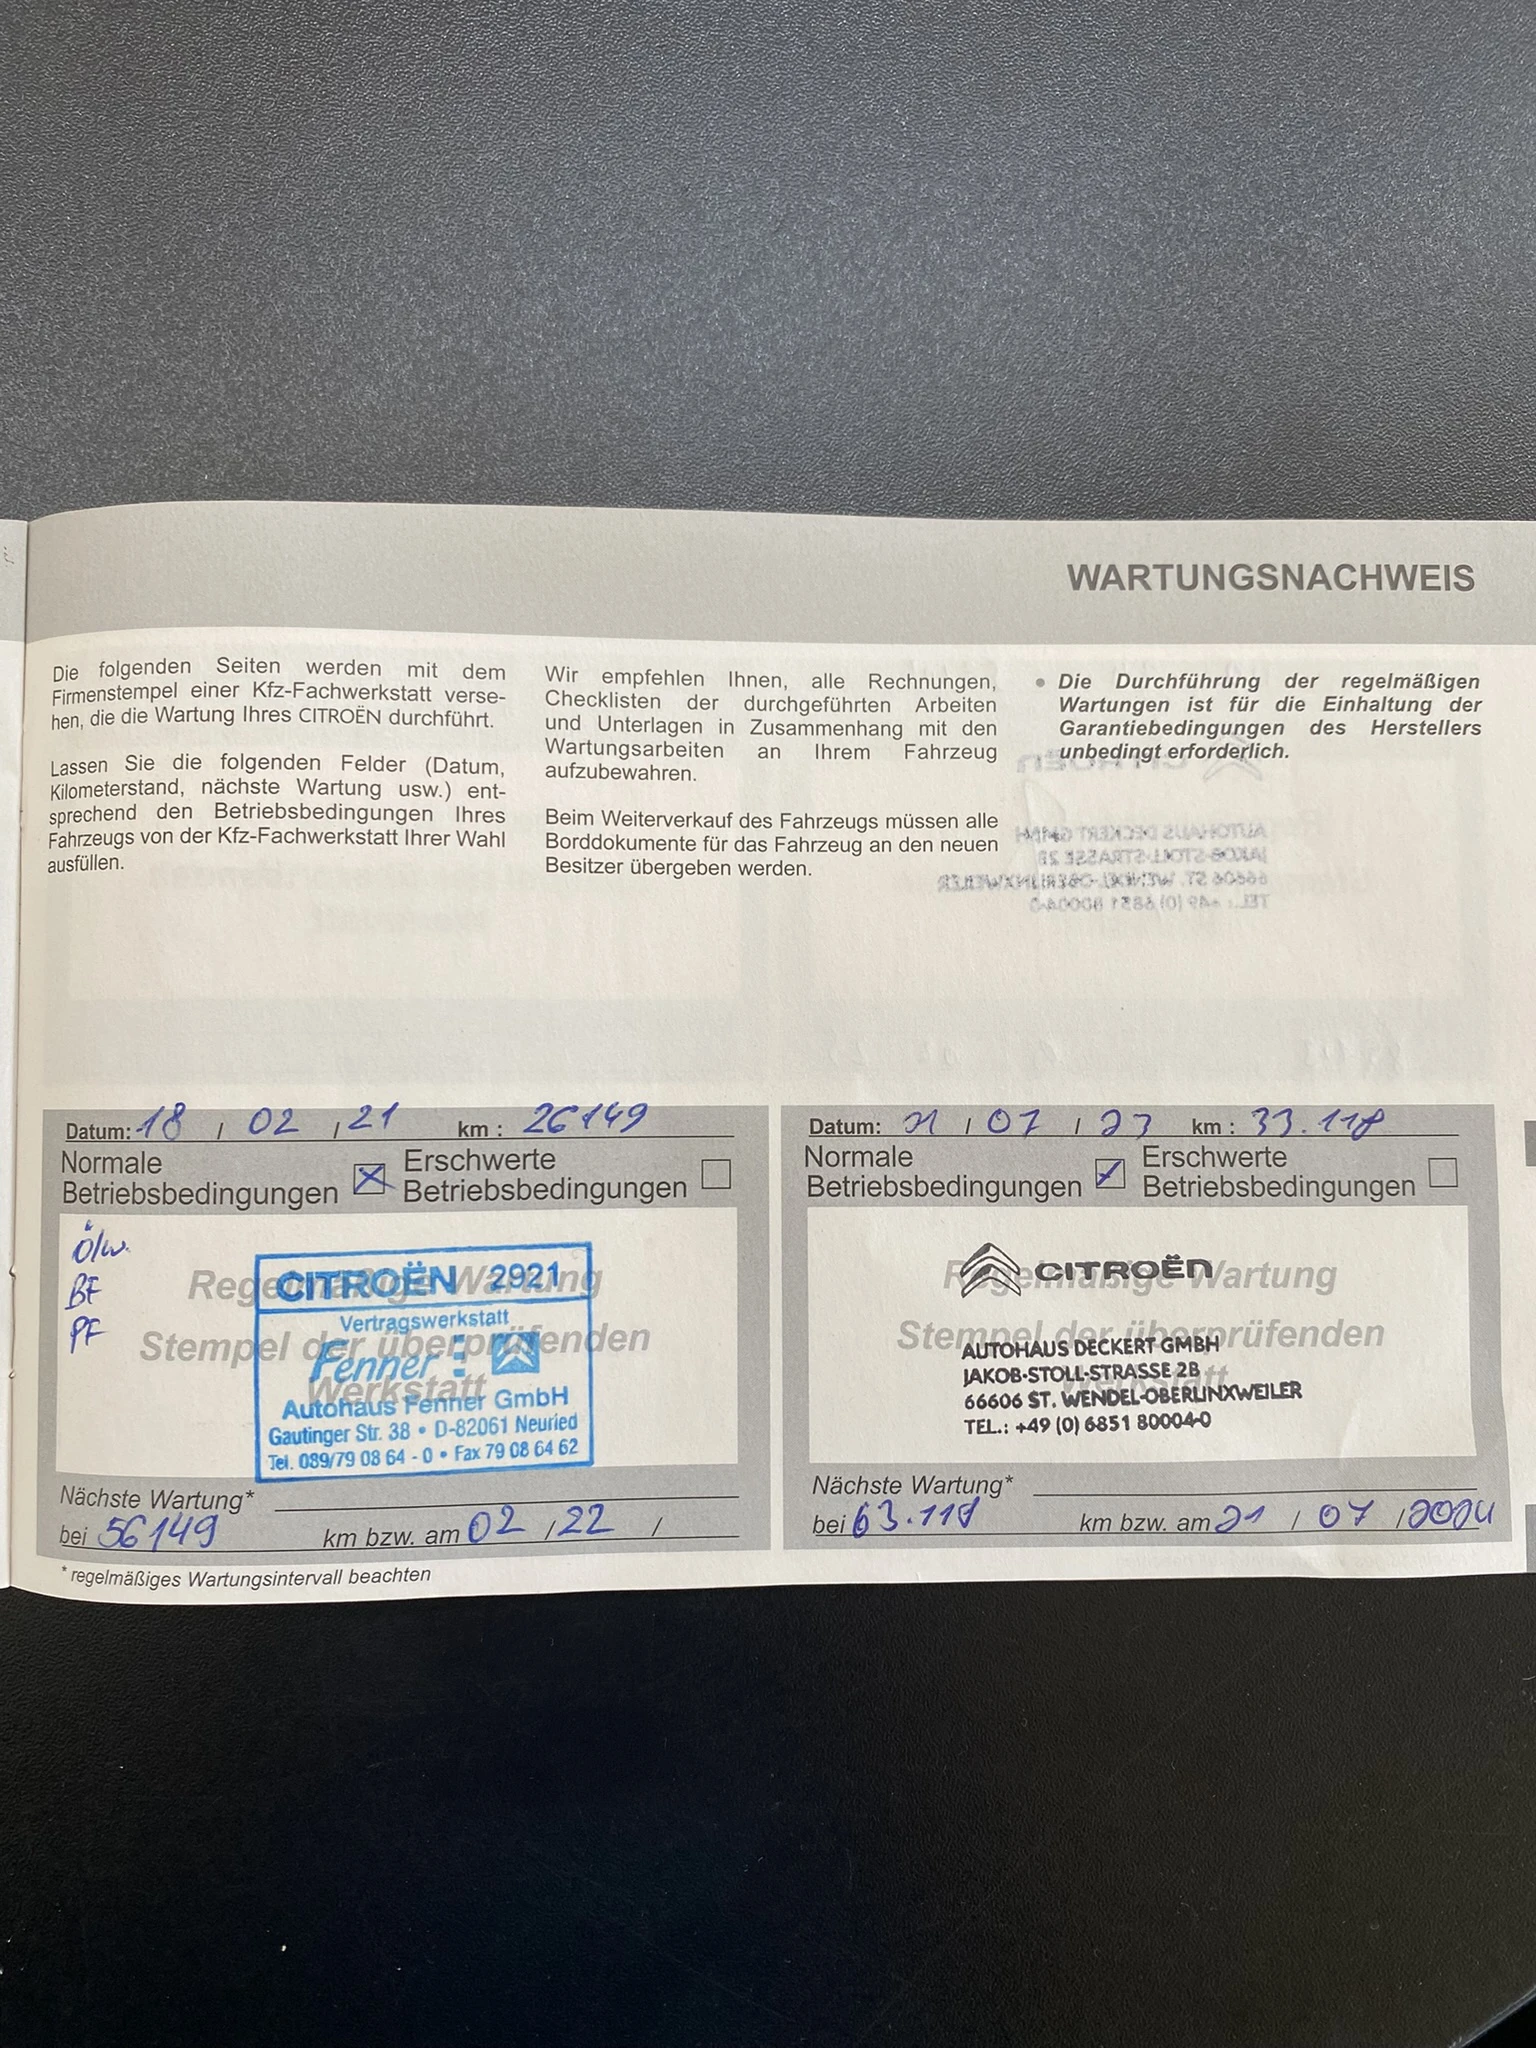 WARTUNGSNACHWEIS
Die folgenden Seiten werden mit dem
Firmenstempel einer Kfz-Fachwerkstatt verse-
hen, die die Wartung Ihres CITROËN durchführt.
Lassen Sie die folgenden Felder (Datum,
Kilometerstand, nächste Wartung usw.) ent-
sprechend den Betriebsbedingungen Ihres
Fahrzeugs von der Kfz-Fachwerkstatt Ihrer Wahl
ausfüllen.
Wir empfehlen Ihnen, alle Rechnungen,
Checklisten der durchgeführten Arbeiten
und Unterlagen in Zusammenhang mit den
Wartungsarbeiten an Ihrem Fahrzeug
aufzubewahren.
Beim Weiterverkauf des Fahrzeugs müssen alle
Borddokumente für das Fahrzeug an den neuen
Besitzer übergeben werden.
• Die Durchführung der regelmäßigen
Wartungen ist für die Einhaltung der
Garantiebedingungen des Herstellers
unbedingt erforderlich.
Datum: 18 / 02 / 21 km : 26149
Normale
Betriebsbedingungen
Erschwerte
Betriebsbedingungen
Ölw.
BF
PF
Regelmäßige Wartung
Stempel der überprüfenden
Werkstatt
CITROËN 2921
Vertragswerkstatt
Fenner
Autohaus Fenner GmbH
Gautinger Str. 38 • D-82061 Neuried
Tel. 089/79 08 64 - 0 • Fax 79 08 64 62
Nächste Wartung*
bei 56149 km bzw. am 02 / 22 /
* regelmäßiges Wartungsintervall beachten
Datum: 21 / 07 / 23 km : 33.118
Normale
Betriebsbedingungen
Erschwerte
Betriebsbedingungen
Regelmäßige Wartung
Stempel der überprüfenden
Werkstatt
CITROËN
AUTOHAUS DECKERT GMBH
JAKOB-STOLL-STRASSE 2B
66606 ST. WENDEL-OBERLINXWEILER
TEL.: +49 (0) 6851 80004-0
Nächste Wartung*
bei 63.118 km bzw. am 21 / 07 / 2024